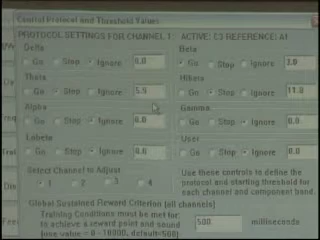 Control Protocol and Threshold Values
PROTOCOL SETTINGS FOR CHANNEL 1
ACTIVE: C3 REFERENCE: A1
Delta
Go Stop Ignore 0.0
Beta
Go Stop Ignore 3.0
Theta
Go Stop Ignore 5.5
Hibeta
Go Stop Ignore 11.0
Alpha
Go Stop Ignore 0.0
Gamma
Go Stop Ignore 0.0
Lobeta
Go Stop Ignore 0.0
User
Go Stop Ignore 0.0
Select Channel to Adjust
1 2 3 4
Use these controls to define the
protocol and starting threshold for
each channel and component band.
Global Sustained Reward Criterion (all channels)
Training Conditions must be met for
to achieve a reward point and sound
(use value = 0 -10000, default=500)
500 milliseconds